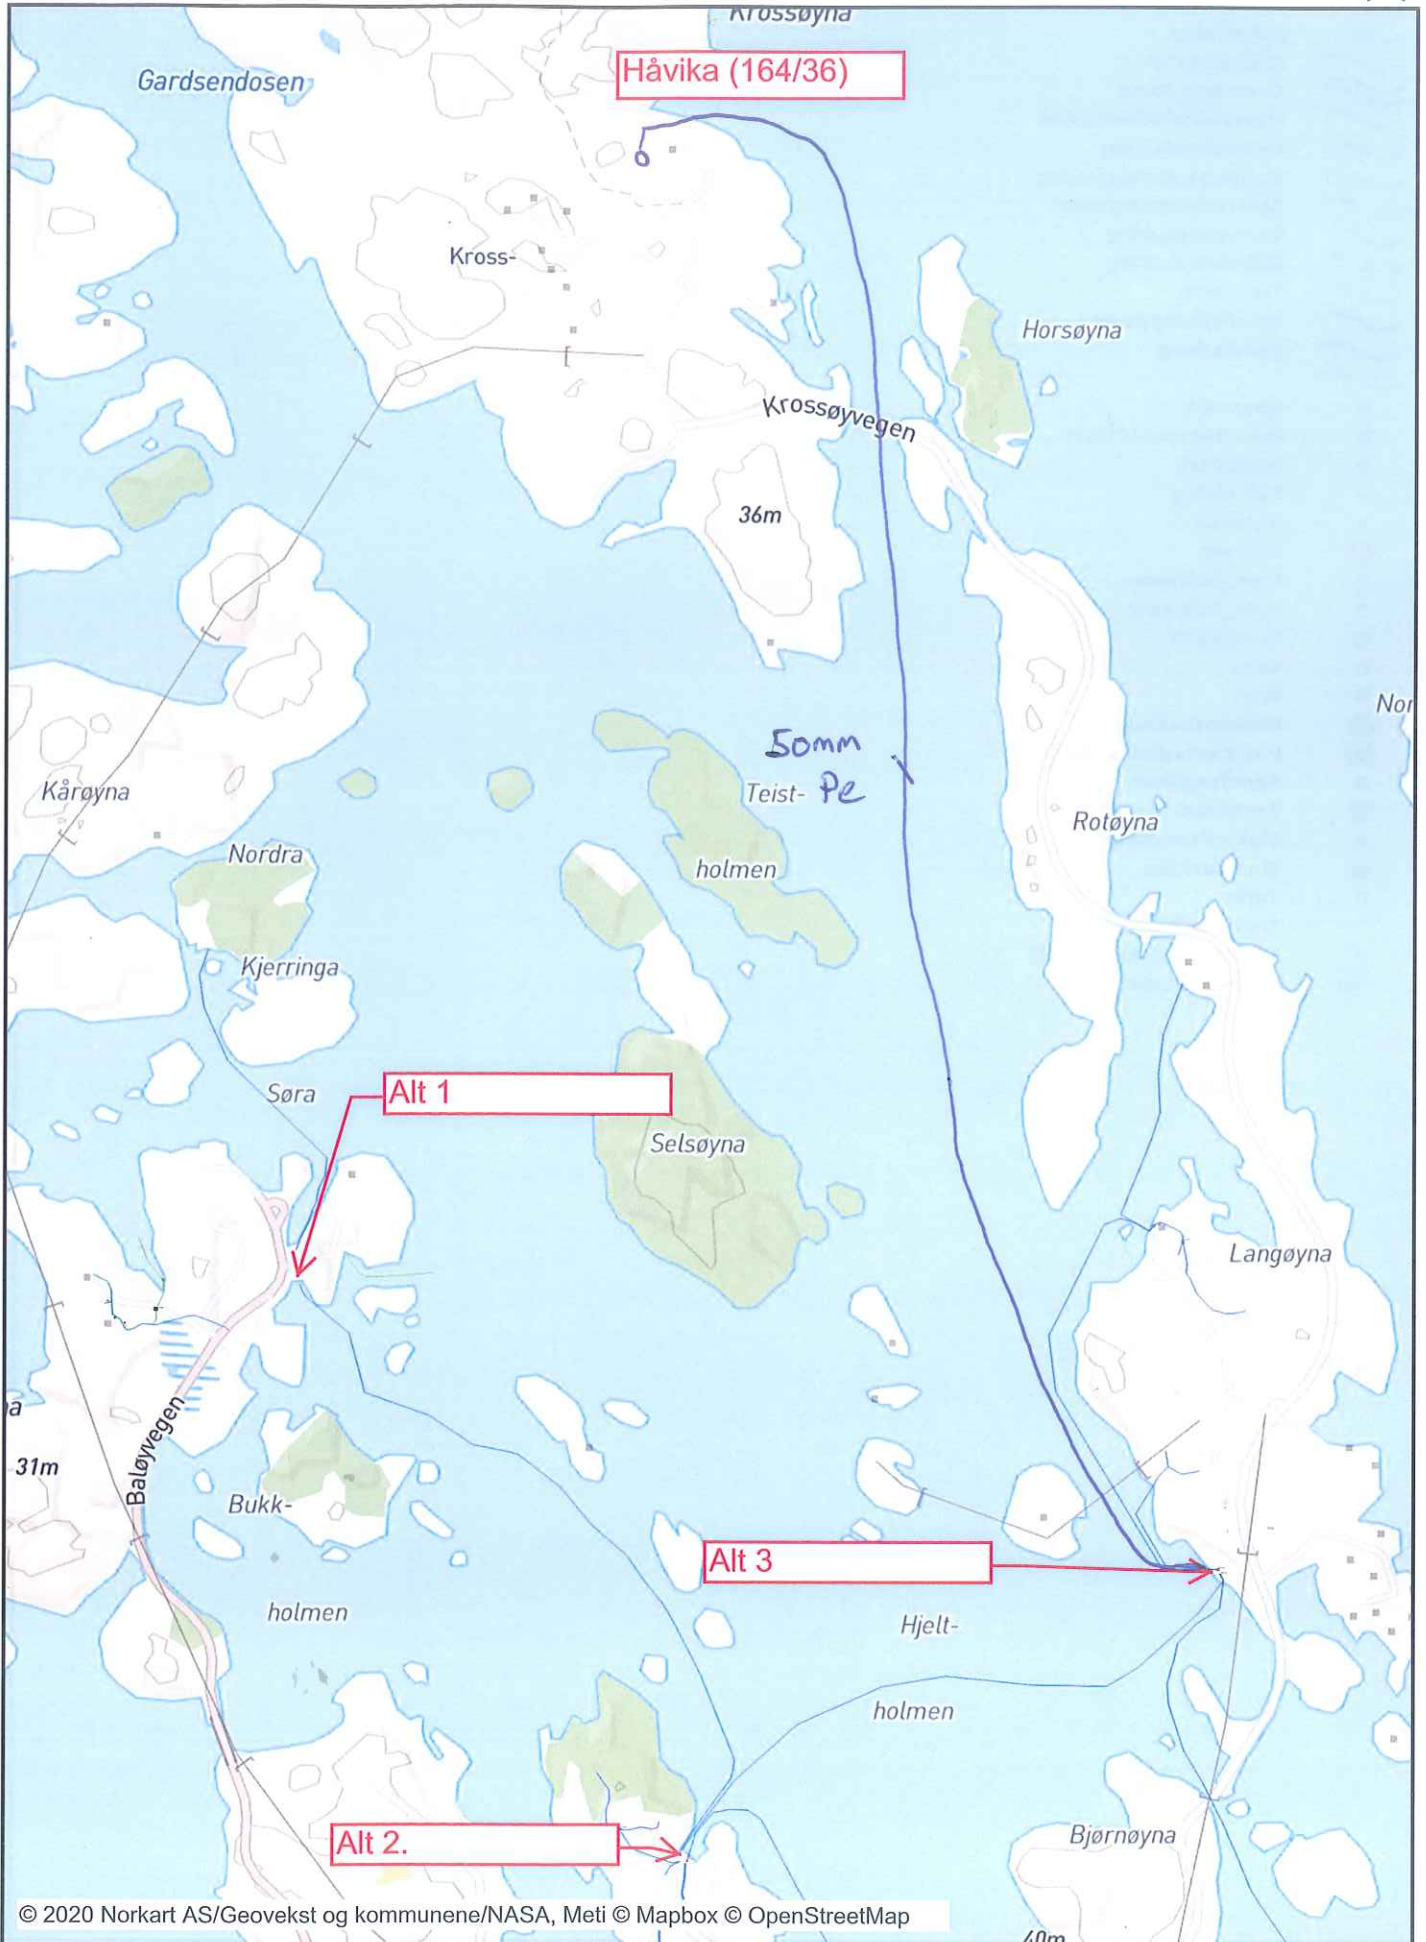 Krossøyna
Gardsendosen
Håvika (164/36)
Kross-
Horsøyna
Krossøyvegen
36m
50mm
Pe
Teist-
holmen
Kårøyna
Nordra
Rotøyna
Kjerringa
Søra
Alt 1
Selsøyna
Langøyna
31m
Baløyvegen
Bukk-
holmen
Alt 3
Hjelt-
holmen
Alt 2.
Bjørnøyna
40m
© 2020 Norkart AS/Geovekst og kommunene/NASA, Meti © Mapbox © OpenStreetMap